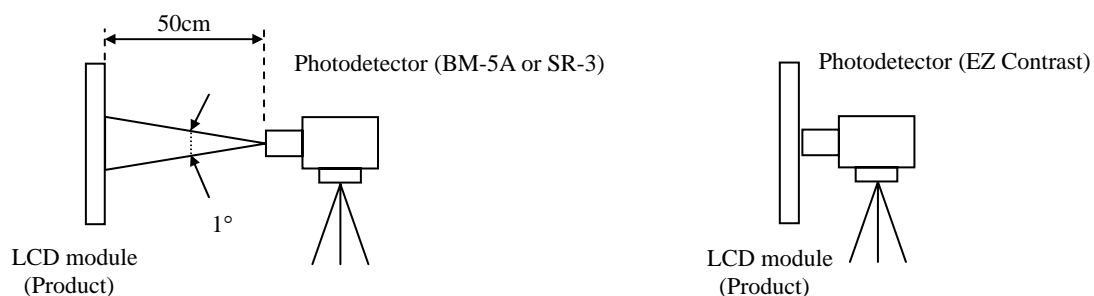 50cm
Photodetector (BM-5A or SR-3)
1°
LCD module
(Product)
Photodetector (EZ Contrast)
LCD module
(Product)